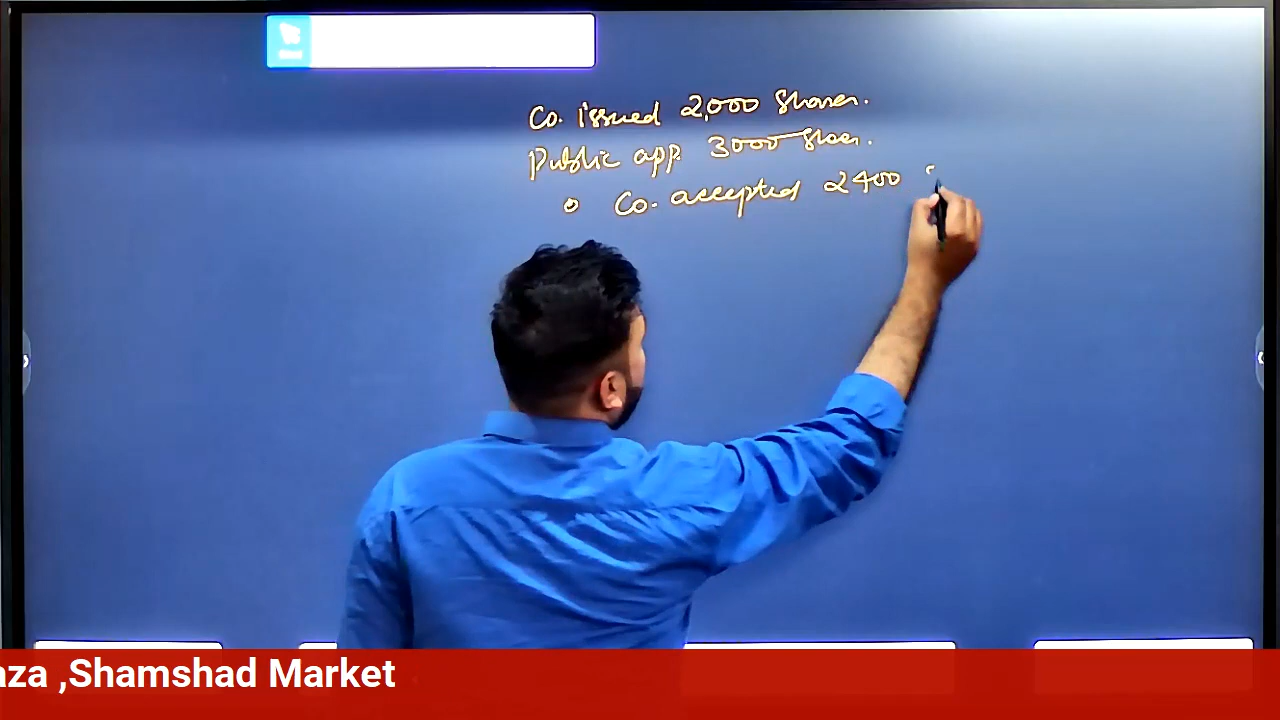 Co. issued 2,000 Shares.
Public app. 3000 Shares.
o Co. accepted 2400
aza ,Shamshad Market